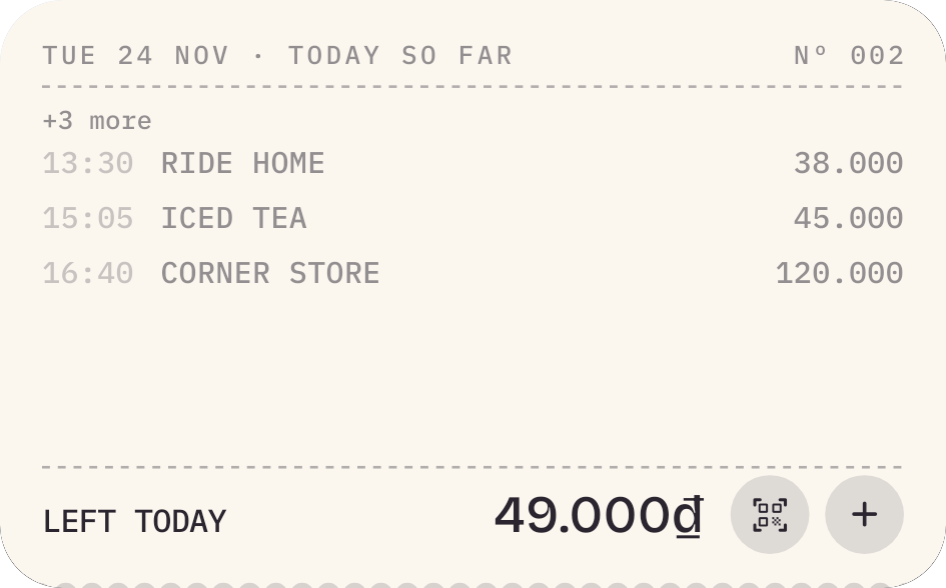 TUE 24 NOV · TODAY SO FAR Nº 002
+3 more
13:30 RIDE HOME 38.000
15:05 ICED TEA 45.000
16:40 CORNER STORE 120.000
LEFT TODAY 49.000₫ +